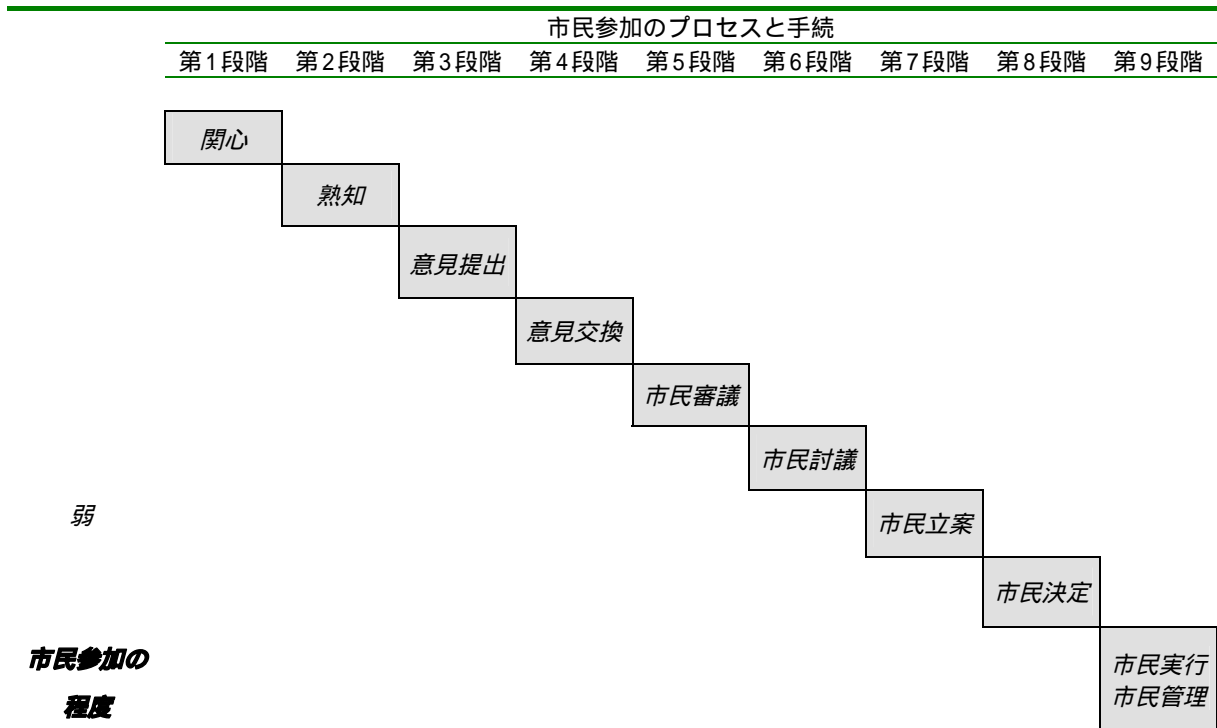 市民参加のプロセスと手続
第1段階 第2段階 第3段階 第4段階 第5段階 第6段階 第7段階 第8段階 第9段階
関心
熟知
意見提出
意見交換
市民審議
市民討議
弱
市民立案
市民決定
市民参加の
程度
市民実行
市民管理